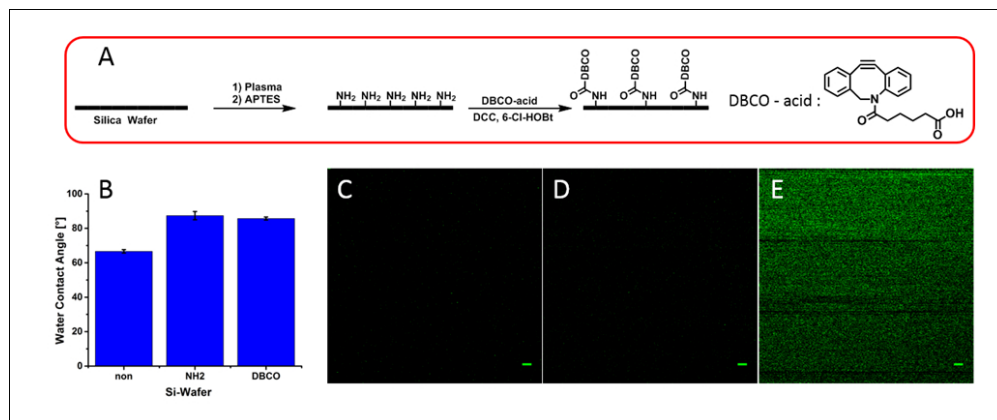 A
1) Plasma
2) APTES
Silica Wafer
NH2 NH2 NH2 NH2 NH2
DBCO-acid
DCC, 6-Cl-HOBt
DBCO DBCO DBCO
O O O
NH NH NH
DBCO - acid :
N
O
O
OH
B
Water Contact Angle [°]
100
80
60
40
20
0
non NH2 DBCO
Si-Wafer
C
D
E